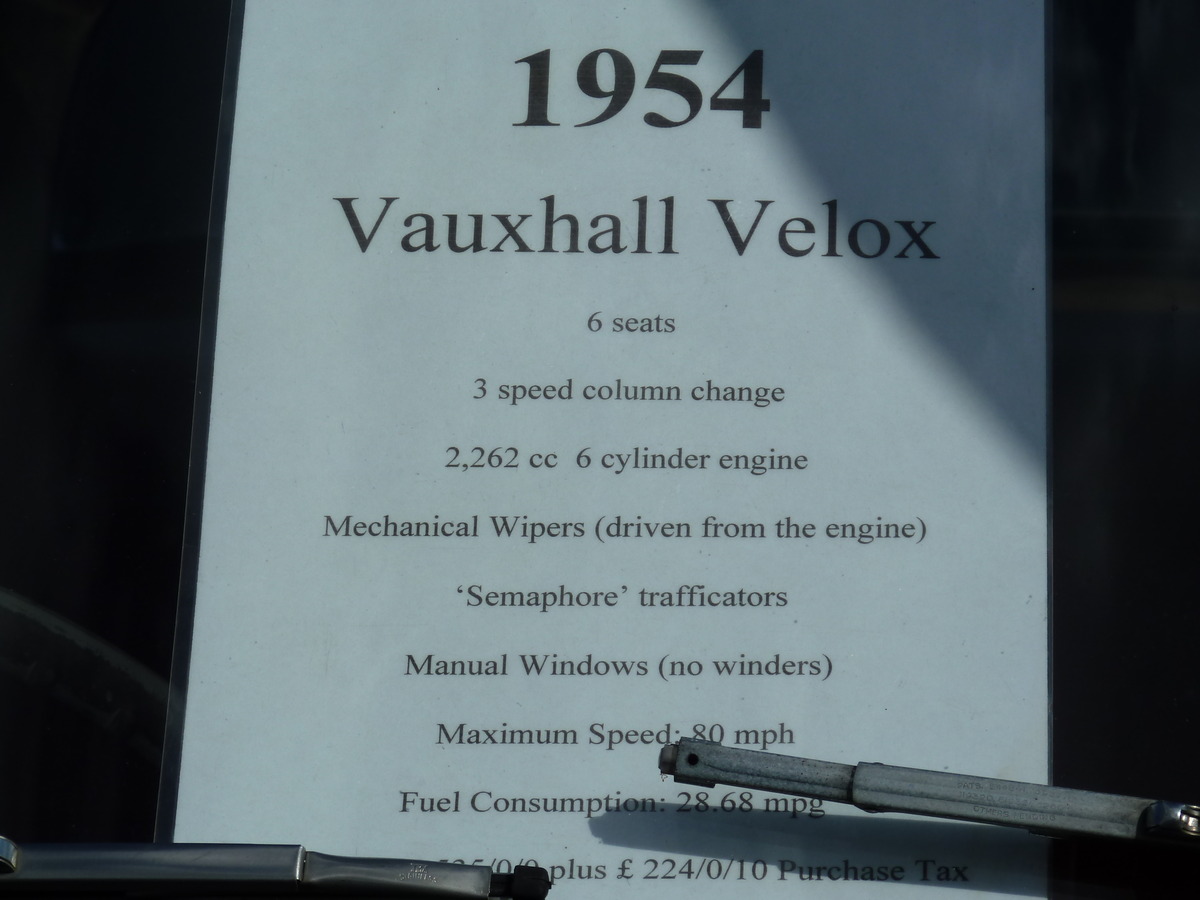 1954
Vauxhall Velox
6 seats
3 speed column change
2,262 cc 6 cylinder engine
Mechanical Wipers (driven from the engine)
‘Semaphore’ trafficators
Manual Windows (no winders)
Maximum Speed: 80 mph
Fuel Consumption: 28.68 mpg
plus £ 224/0/10 Purchase Tax